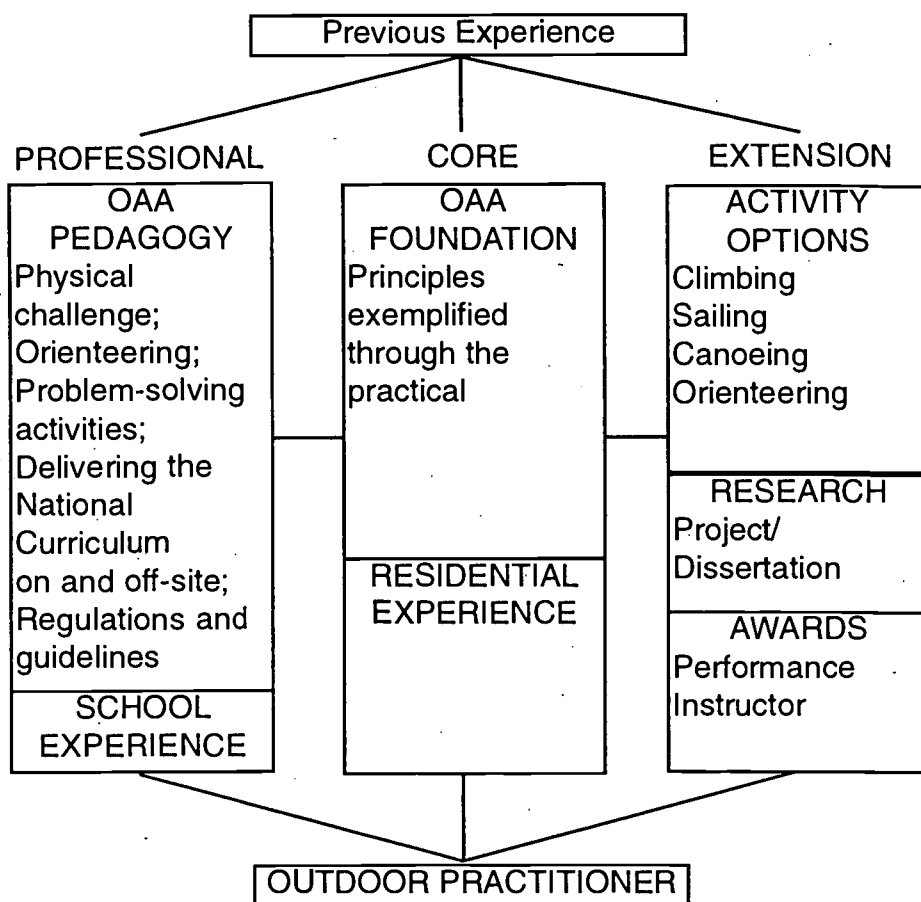 Previous Experience
PROFESSIONAL
OAA
PEDAGOGY
Physical
challenge;
Orienteering;
Problem-solving
activities;
Delivering the
National
Curriculum
on and off-site;
Regulations and
guidelines
SCHOOL
EXPERIENCE
CORE
OAA
FOUNDATION
Principles
exemplified
through the
practical
RESIDENTIAL
EXPERIENCE
EXTENSION
ACTIVITY
OPTIONS
Climbing
Sailing
Canoeing
Orienteering
RESEARCH
Project/
Dissertation
AWARDS
Performance
Instructor
OUTDOOR PRACTITIONER